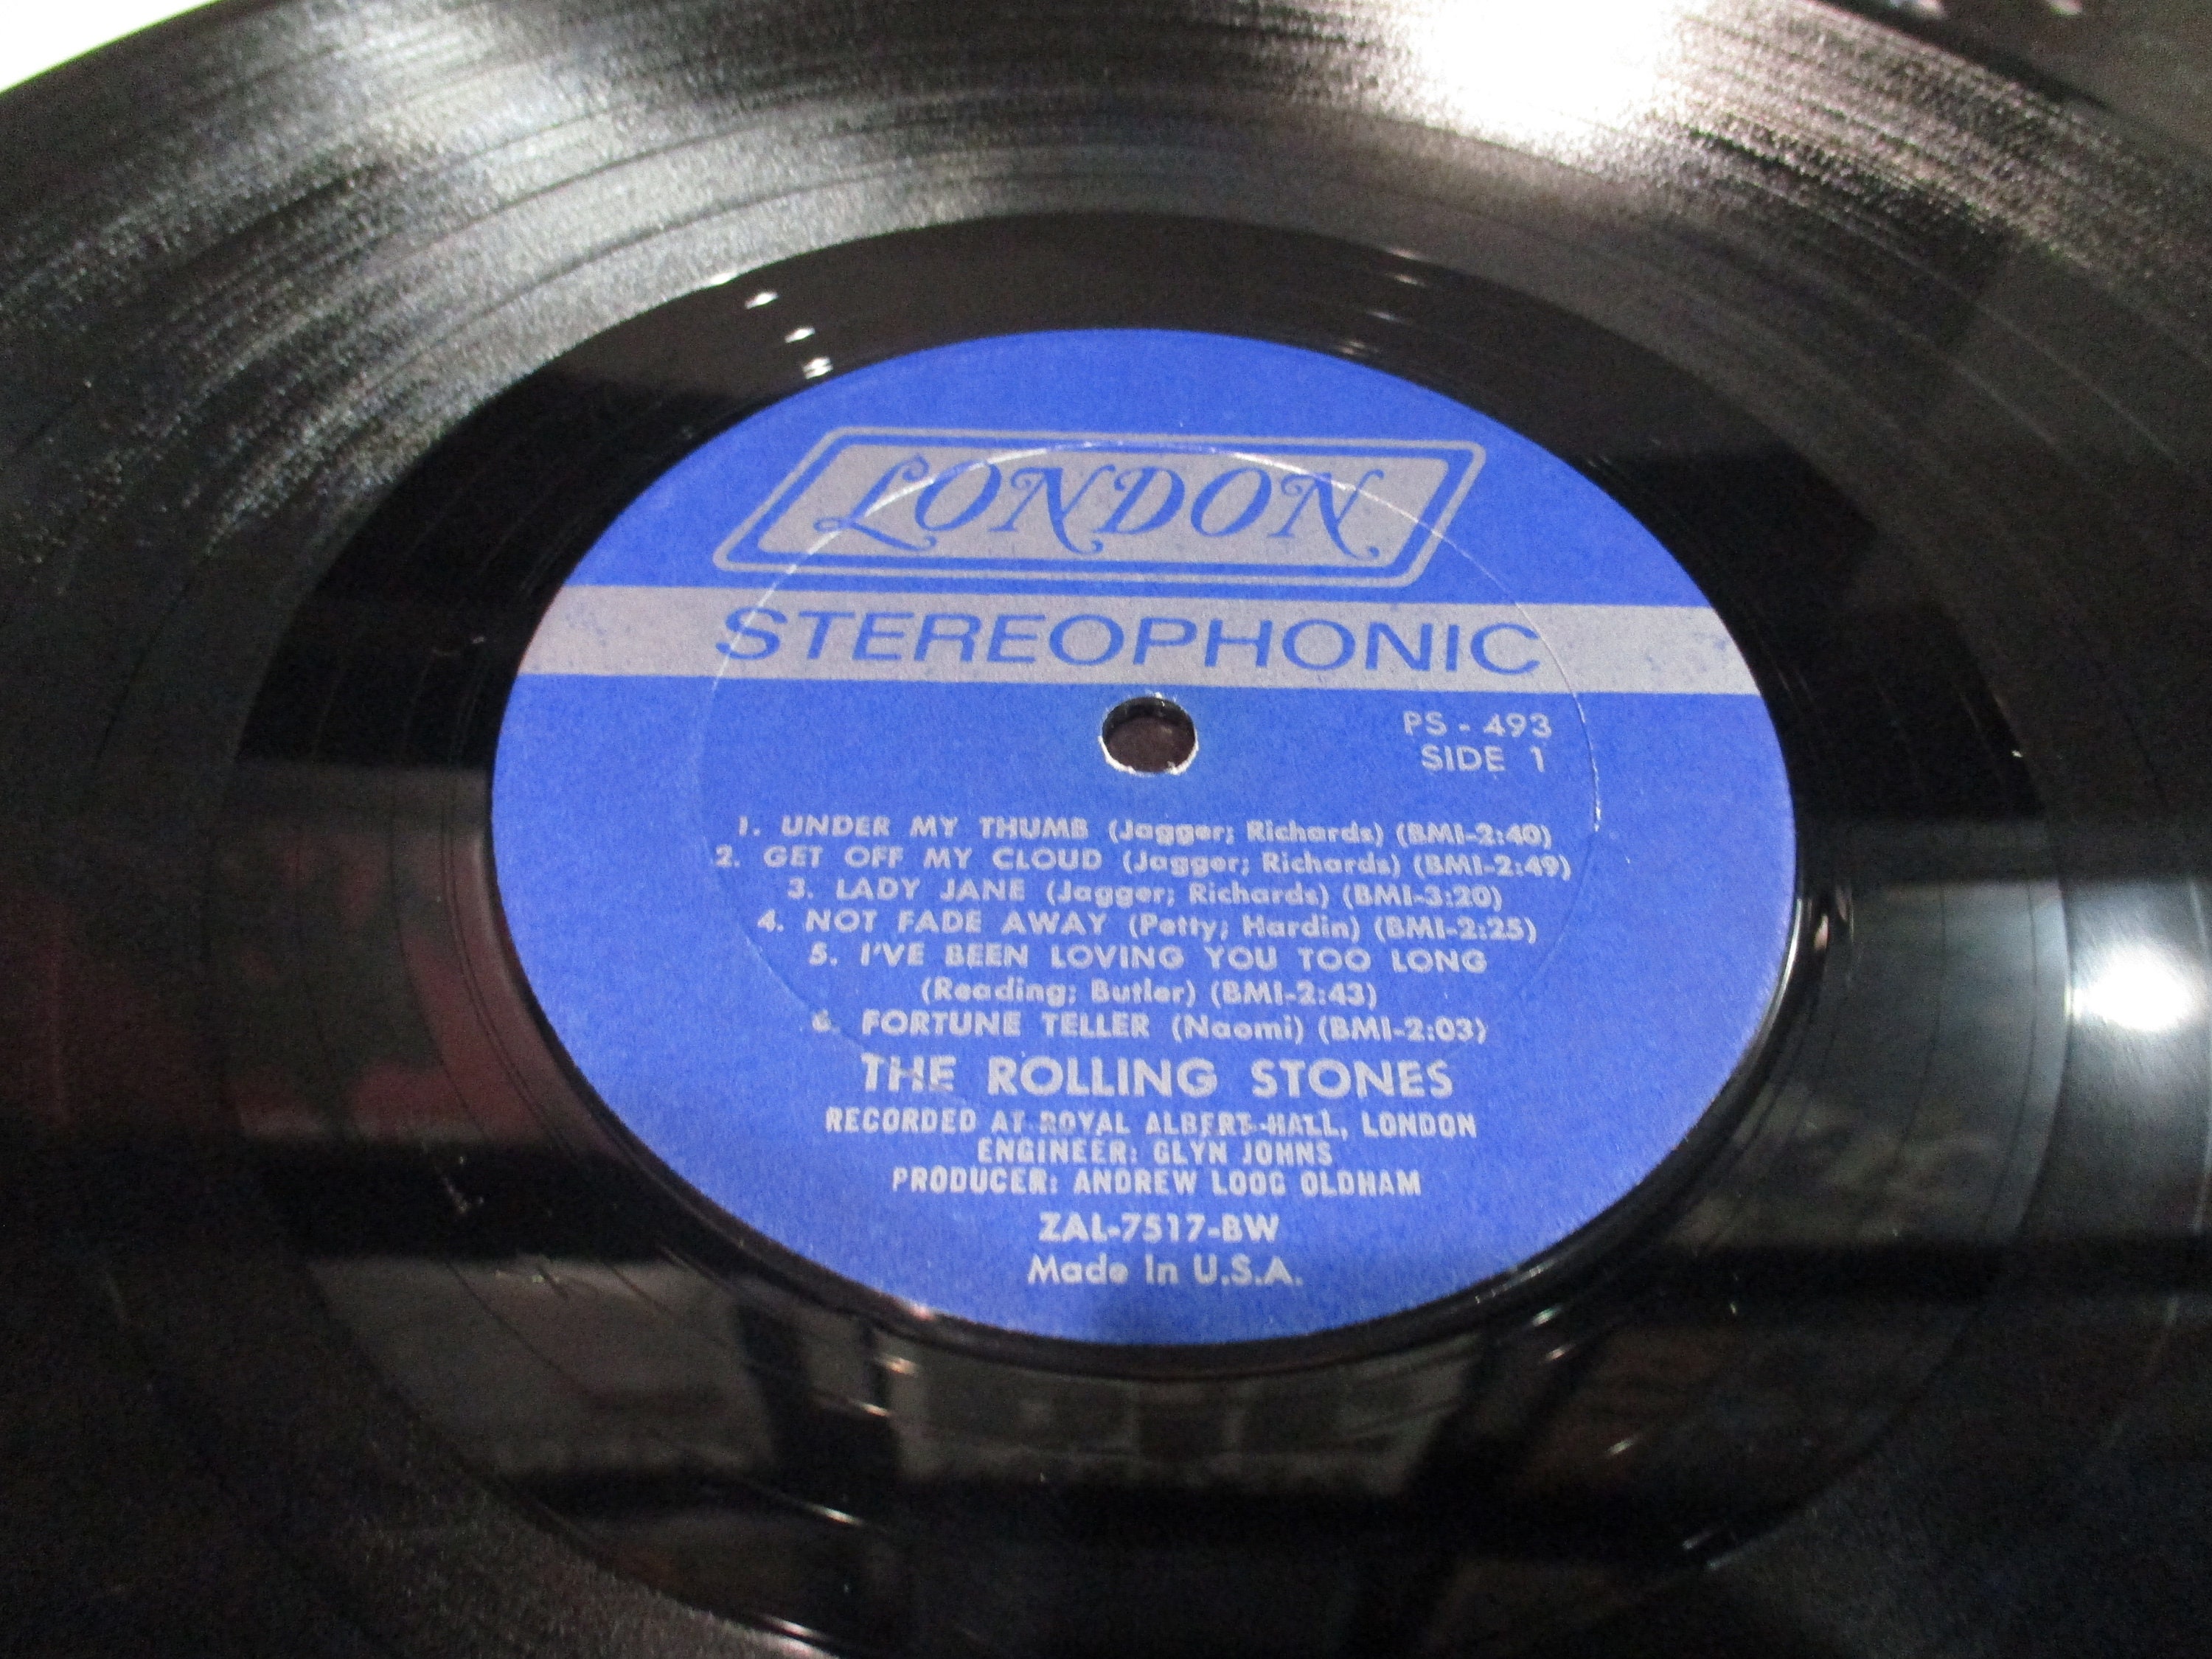 LONDON
STEREOPHONIC
PS - 493
SIDE 1
1. UNDER MY THUMB (Jagger; Richards) (BMI-2:40)
2. GET OFF MY CLOUD (Jagger; Richards) (BMI-2:49)
3. LADY JANE (Jagger; Richards) (BMI-3:20)
4. NOT FADE AWAY (Petty; Hardin) (BMI-2:25)
5. I'VE BEEN LOVING YOU TOO LONG
(Reading; Butler) (BMI-2:43)
6. FORTUNE TELLER (Naomi) (BMI-2:03)
THE ROLLING STONES
RECORDED AT ROYAL ALBERT HALL, LONDON
ENGINEER: GLYN JOHNS
PRODUCER: ANDREW LOOG OLDHAM
ZAL-7517-BW
Made In U.S.A.